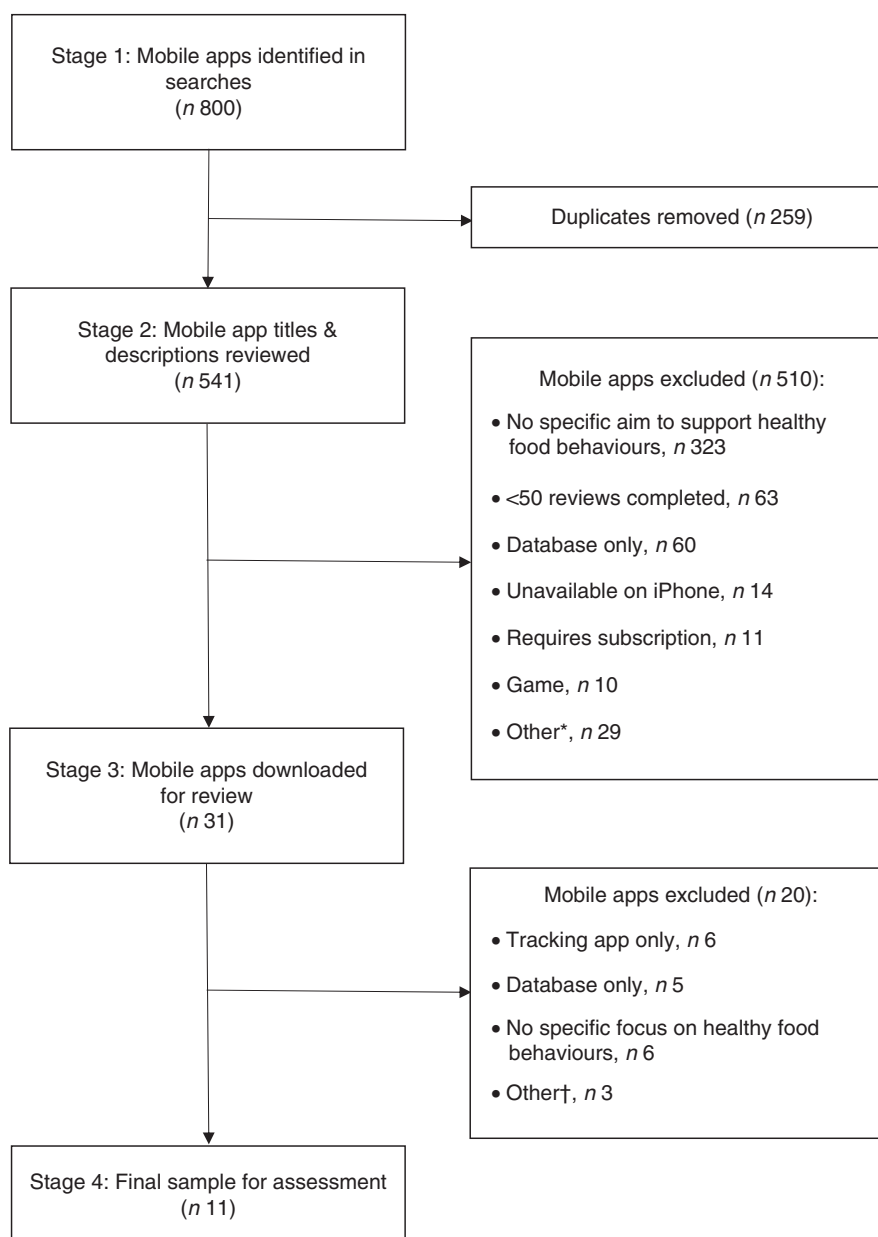 Stage 1: Mobile apps identified in
searches
(n 800)
Duplicates removed (n 259)
Stage 2: Mobile app titles &
descriptions reviewed
(n 541)
Mobile apps excluded (n 510):
• No specific aim to support healthy
food behaviours, n 323
• <50 reviews completed, n 63
• Database only, n 60
• Unavailable on iPhone, n 14
• Requires subscription, n 11
• Game, n 10
• Other*, n 29
Stage 3: Mobile apps downloaded
for review
(n 31)
Mobile apps excluded (n 20):
• Tracking app only, n 6
• Database only, n 5
• No specific focus on healthy food
behaviours, n 6
• Other†, n 3
Stage 4: Final sample for assessment
(n 11)